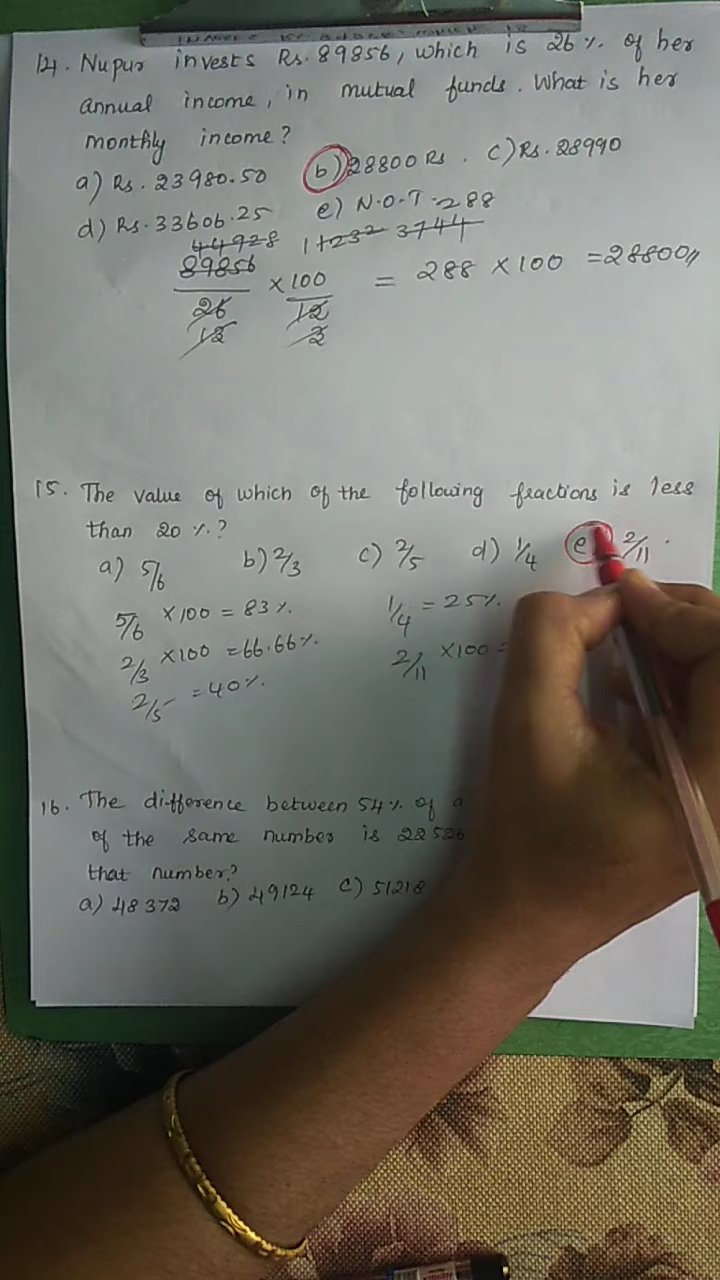 14. Nupur invests Rs. 89856, which is 26% of her
annual income, in mutual funds. What is her
monthly income?
a) Rs. 23980.50 b) 28800 Rs. c) Rs. 28990
d) Rs. 33606.25 e) N.O.T. 288
44928 3744
89856/26 × 100/12 = 288 × 100 = 28800
13 2
15. The value of which of the following fractions is less
than 20%?
a) 5/6 b) 2/3 c) 2/5 d) 1/4 e 2/11.
5/6 × 100 = 83%. 1/4 = 25%.
2/3 × 100 = 66.66%. 2/11 × 100 =
2/5 = 40%.
16. The difference between 54% of a
of the same number is 22526
that number?
a) 48372 b) 49124 c) 51218